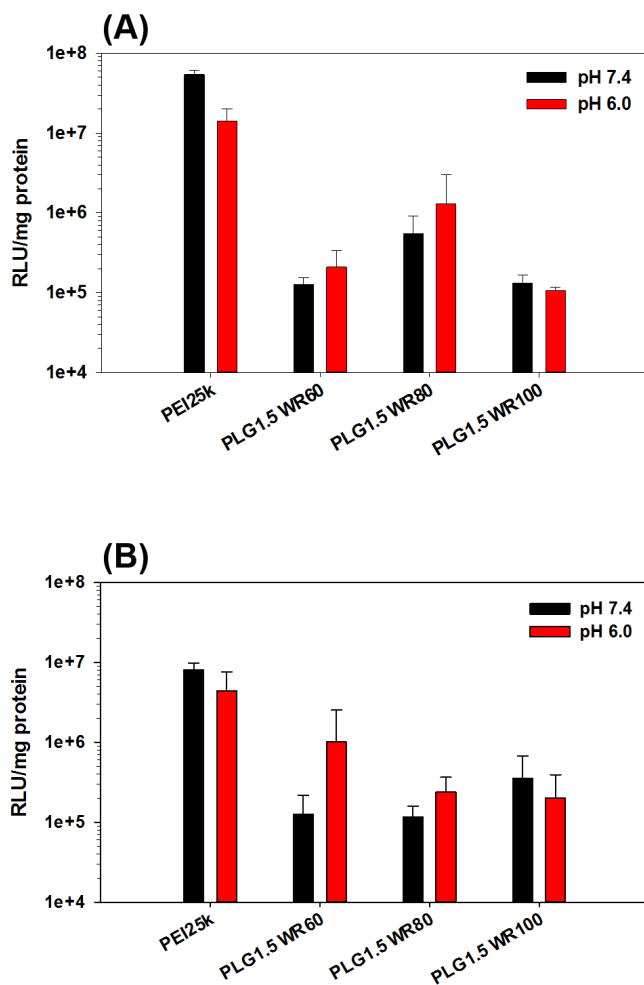 (A)
1e+8
1e+7
1e+6
1e+5
1e+4
RLU/mg protein
pH 7.4
pH 6.0
PEI25k
PLG1.5 WR60
PLG1.5 WR80
PLG1.5 WR100
(B)
1e+8
1e+7
1e+6
1e+5
1e+4
RLU/mg protein
pH 7.4
pH 6.0
PEI25k
PLG1.5 WR60
PLG1.5 WR80
PLG1.5 WR100